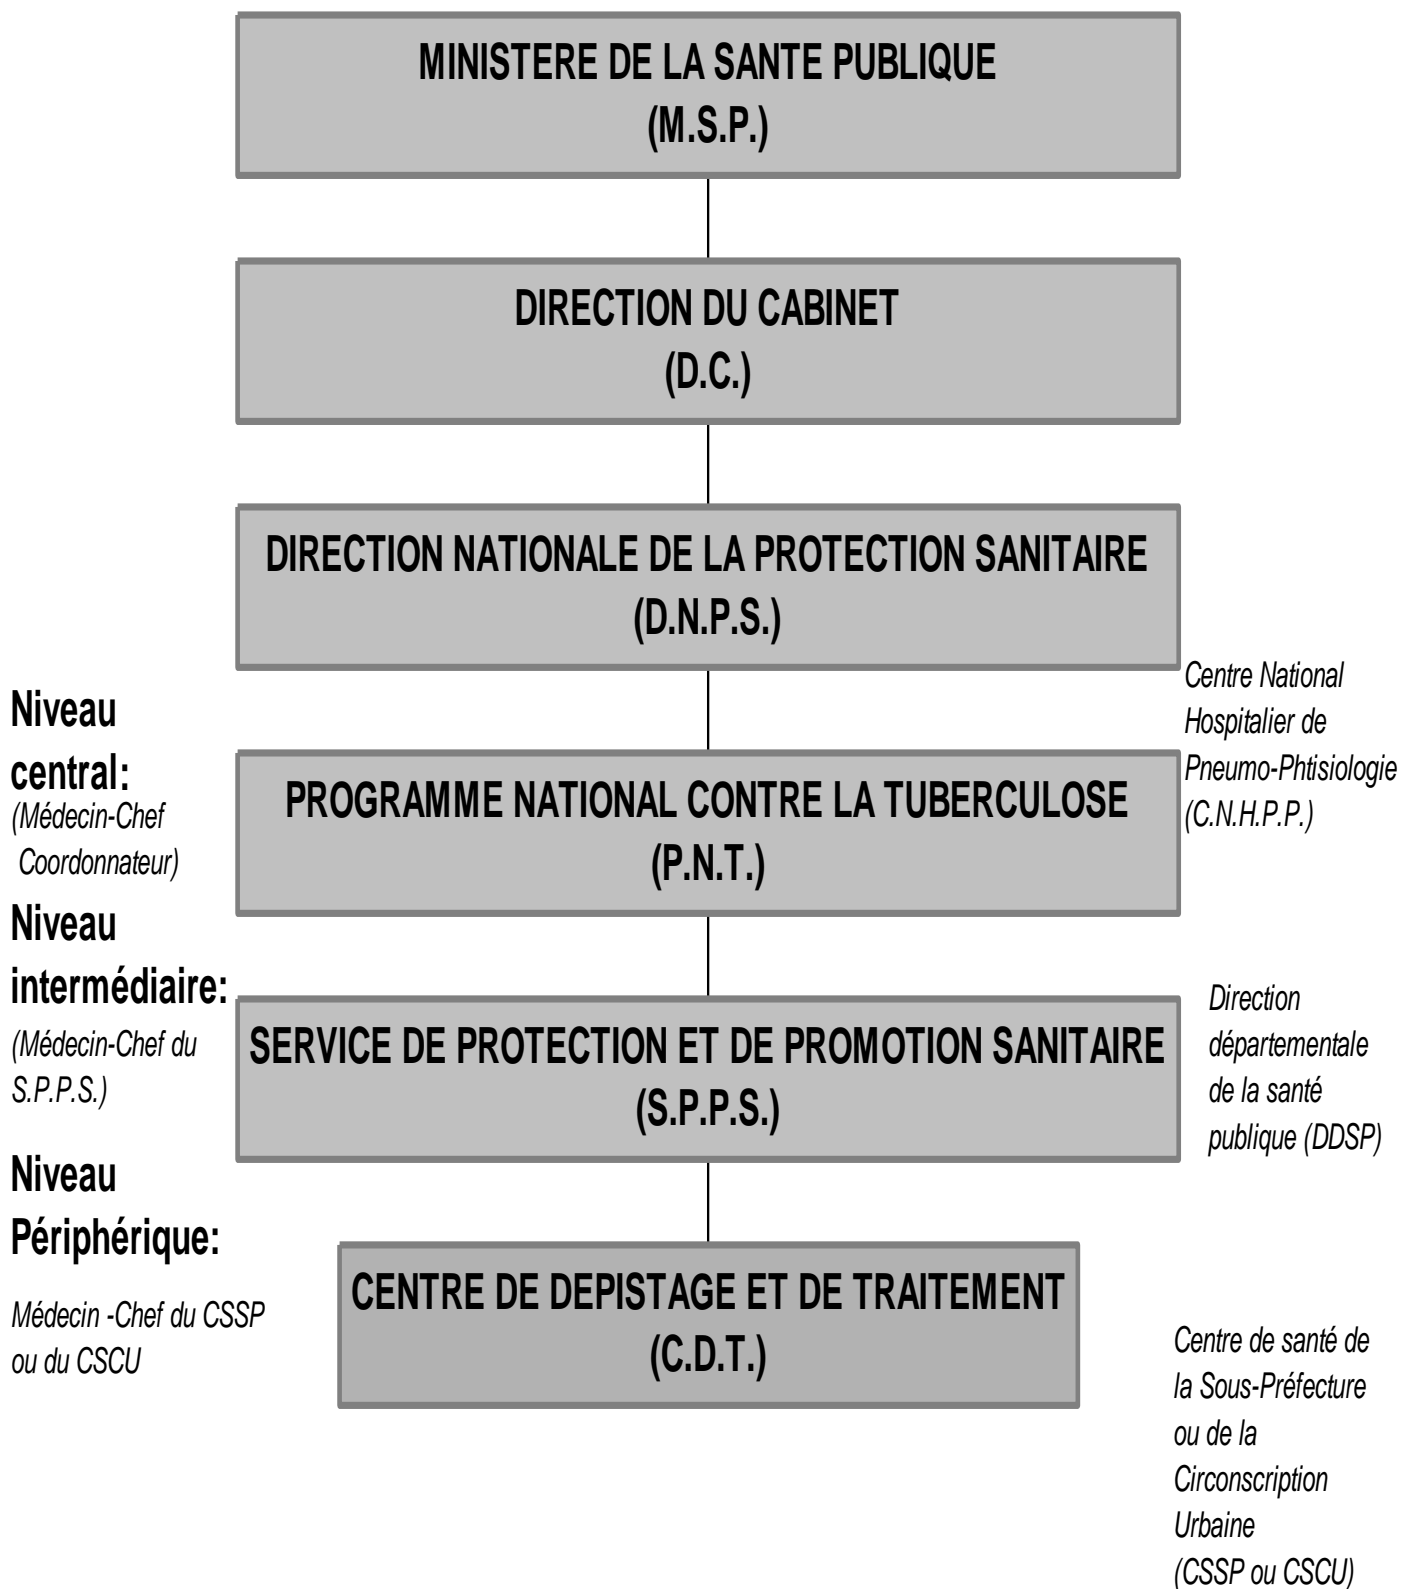 MINISTERE DE LA SANTE PUBLIQUE
(M.S.P.)
DIRECTION DU CABINET
(D.C.)
DIRECTION NATIONALE DE LA PROTECTION SANITAIRE
(D.N.P.S.)
Centre National
Hospitalier de
Pneumo-Phtisiologie
(C.N.H.P.P.)
Niveau
central:
(Médecin-Chef
Coordonnateur)
PROGRAMME NATIONAL CONTRE LA TUBERCULOSE
(P.N.T.)
Niveau
intermédiaire:
(Médecin-Chef du
S.P.P.S.)
SERVICE DE PROTECTION ET DE PROMOTION SANITAIRE
(S.P.P.S.)
Direction
départementale
de la santé
publique (DDSP)
Niveau
Périphérique:
Médecin -Chef du CSSP
ou du CSCU
CENTRE DE DEPISTAGE ET DE TRAITEMENT
(C.D.T.)
Centre de santé de
la Sous-Préfecture
ou de la
Circonscription
Urbaine
(CSSP ou CSCU)